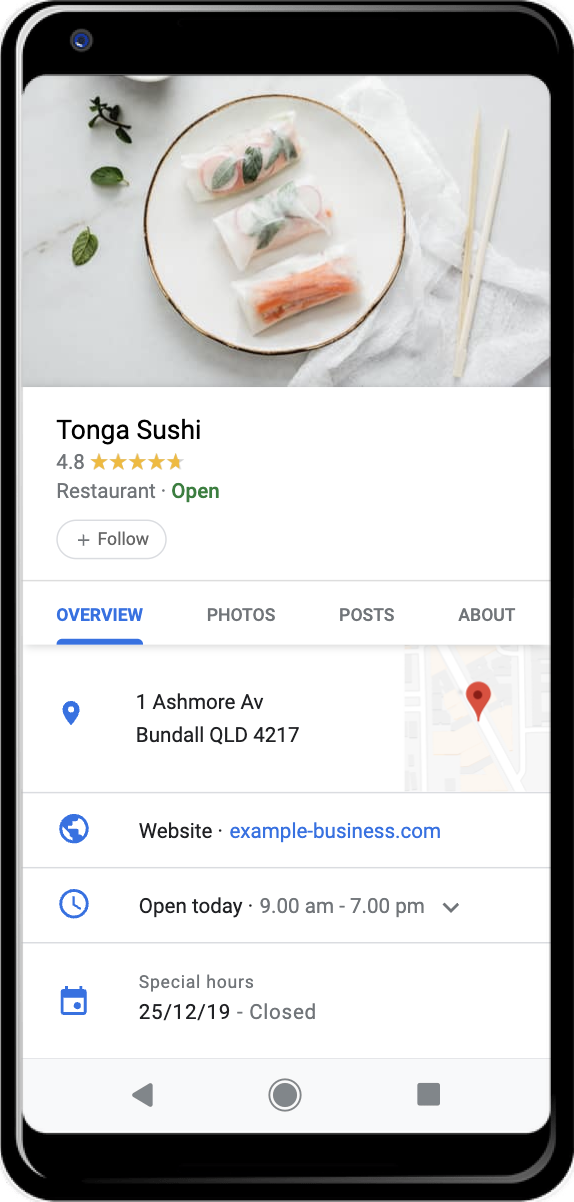 Tonga Sushi
4.8
Restaurant · Open
+ Follow
OVERVIEW PHOTOS POSTS ABOUT
1 Ashmore Av
Bundall QLD 4217
Website · example-business.com
Open today · 9.00 am - 7.00 pm
Special hours
25/12/19 - Closed